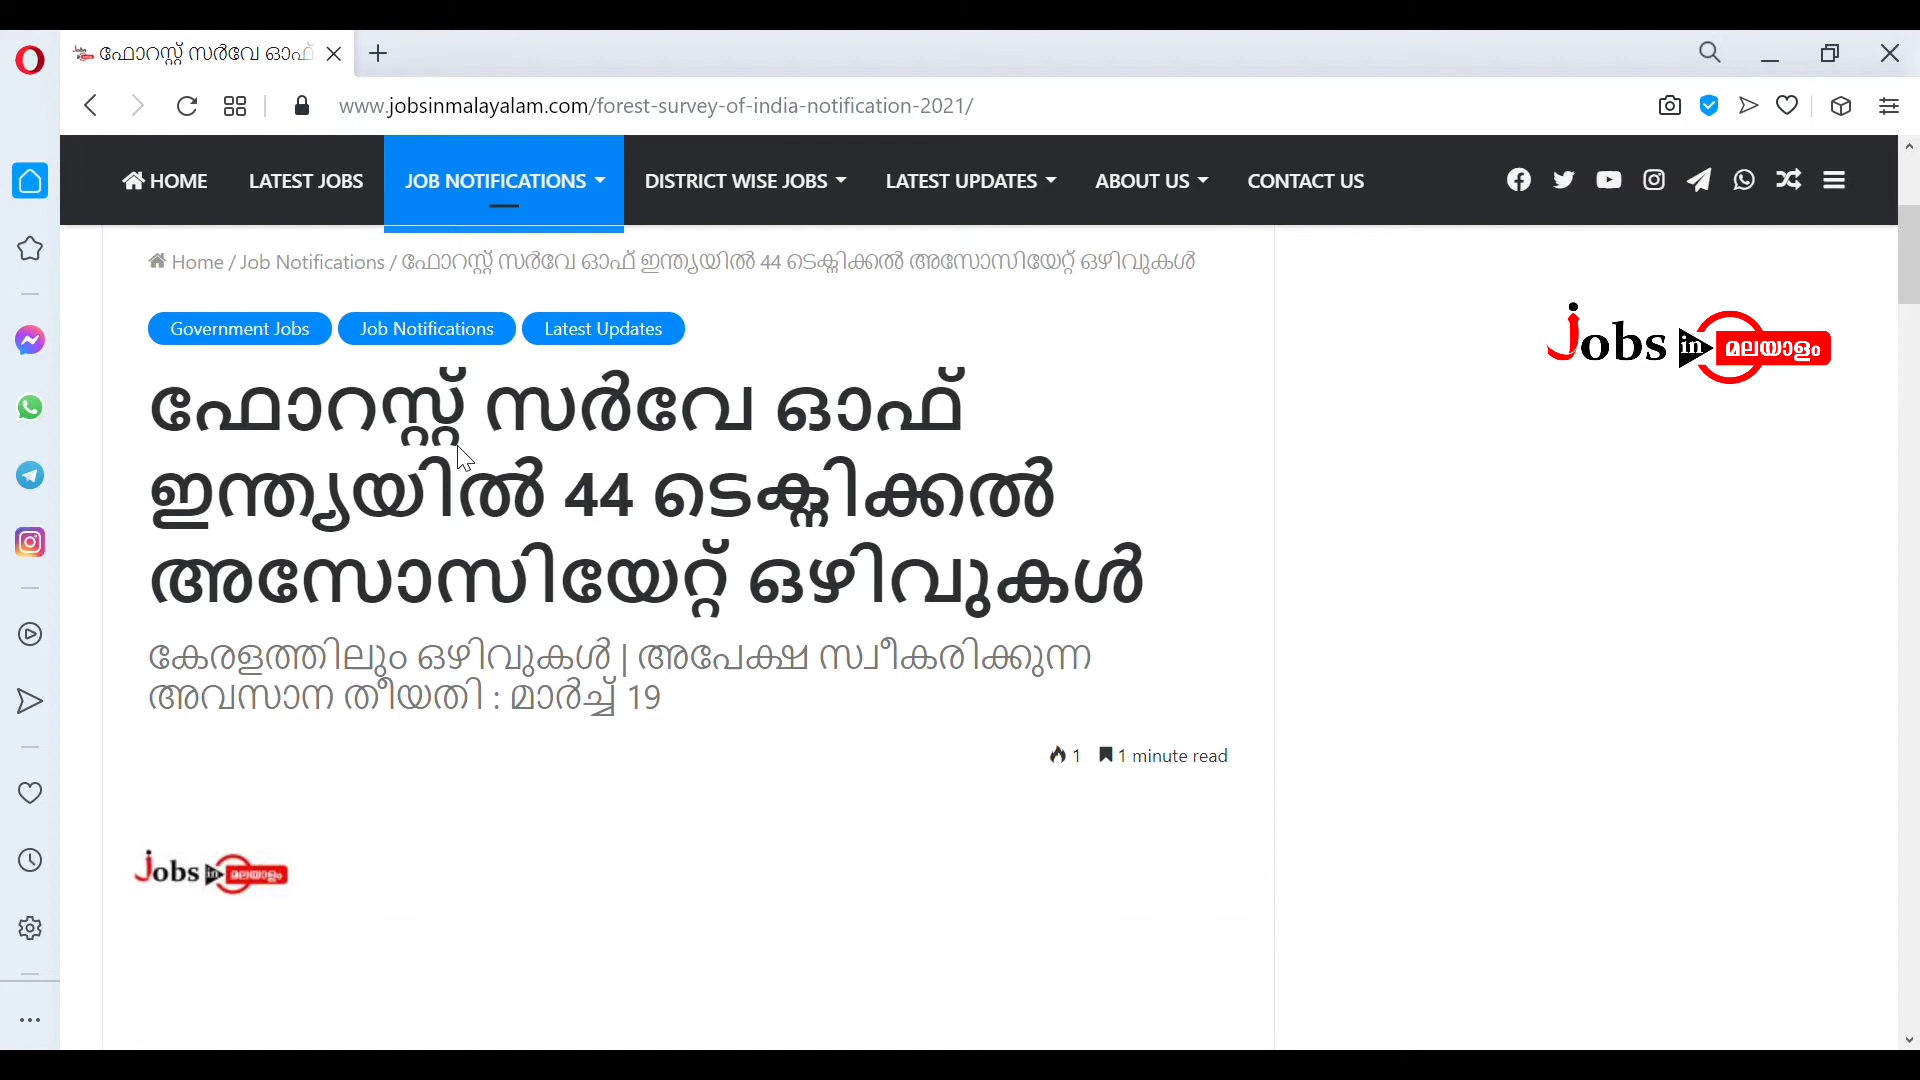 ഫോറസ്റ്റ് സർവേ ഓഫ്
www.jobsinmalayalam.com/forest-survey-of-india-notification-2021/
HOME LATEST JOBS JOB NOTIFICATIONS DISTRICT WISE JOBS LATEST UPDATES ABOUT US CONTACT US
Home / Job Notifications / ഫോറസ്റ്റ് സർവേ ഓഫ് ഇന്ത്യയിൽ 44 ടെക്നിക്കൽ അസോസിയേറ്റ് ഒഴിവുകൾ
Government Jobs Job Notifications Latest Updates
Jobs in മലയാളം
ഫോറസ്റ്റ് സർവേ ഓഫ്
ഇന്ത്യയിൽ 44 ടെക്നിക്കൽ
അസോസിയേറ്റ് ഒഴിവുകൾ
കേരളത്തിലും ഒഴിവുകൾ | അപേക്ഷ സ്വീകരിക്കുന്ന
അവസാന തീയതി : മാർച്ച് 19
1 1 minute read
Jobs in മലയാളം